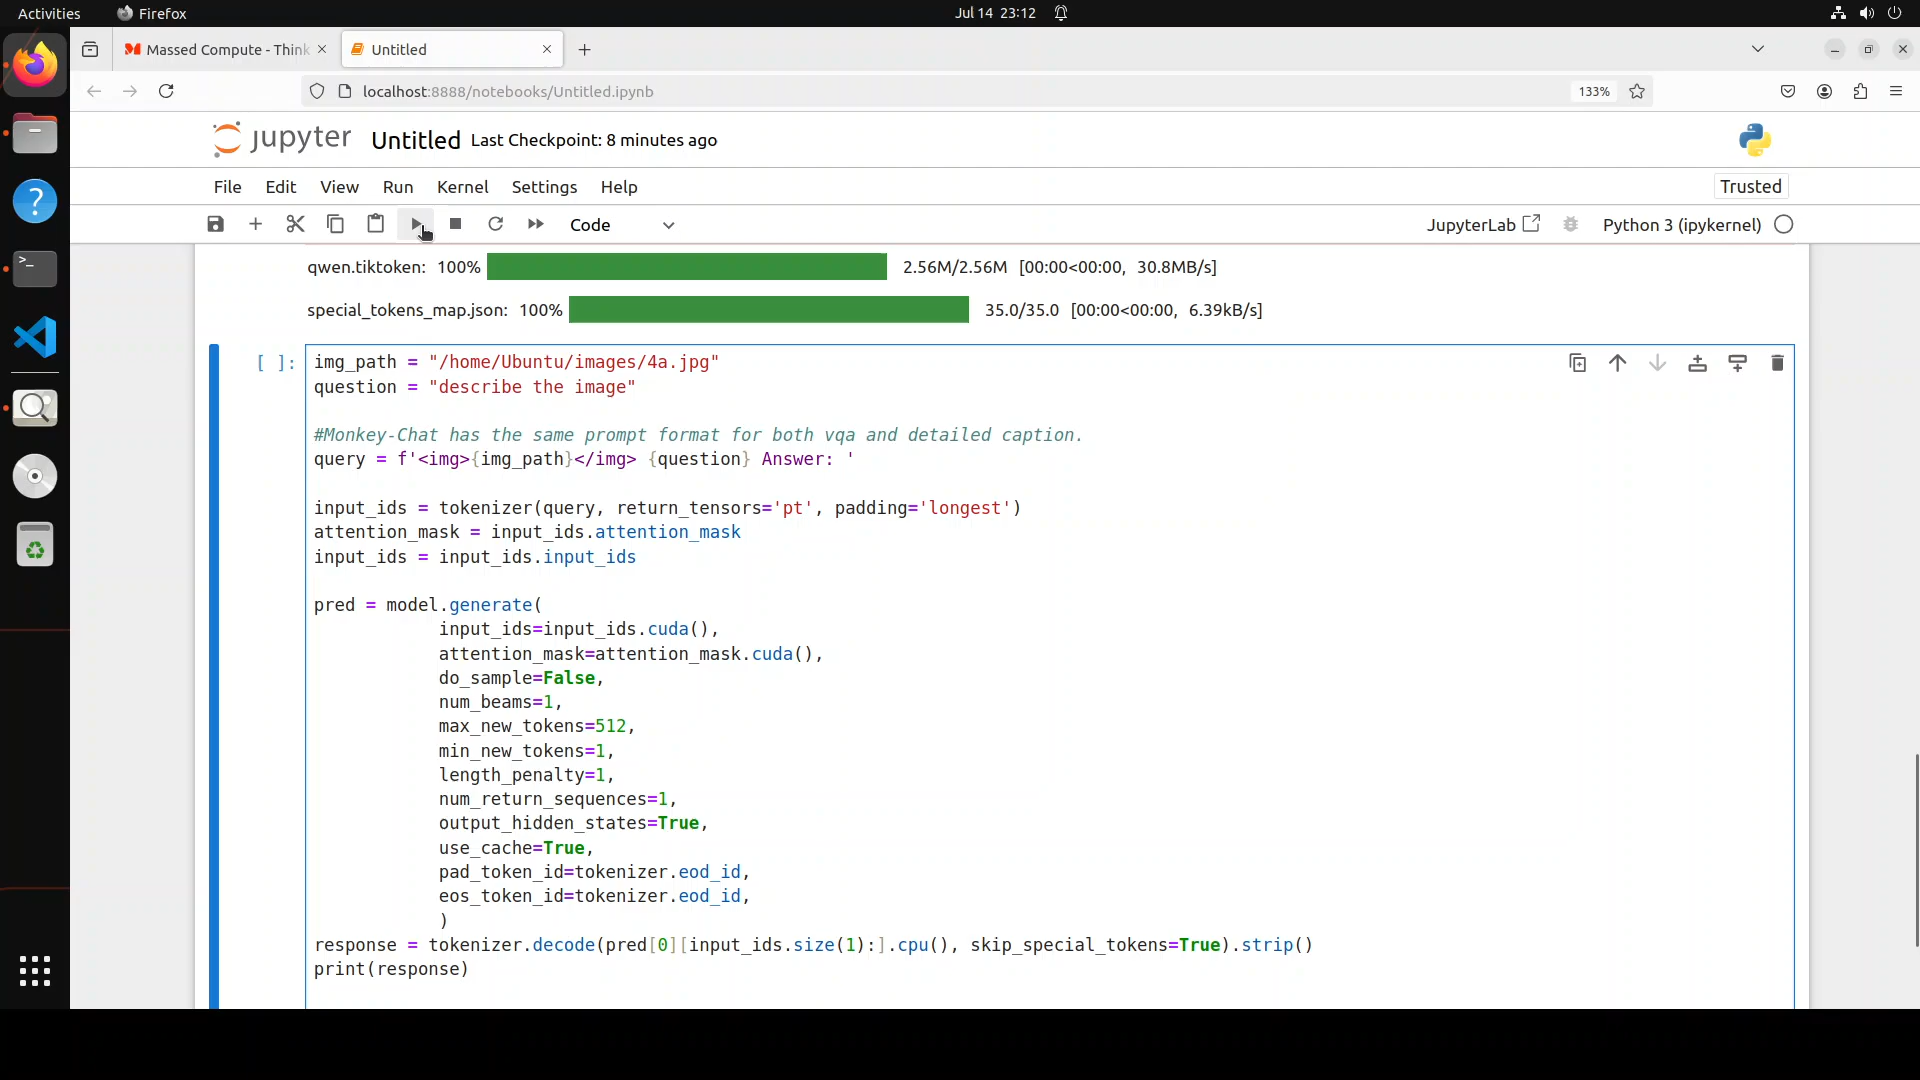 Activities Firefox Jul 14 23:12
Massed Compute - Think Untitled
localhost:8888/notebooks/Untitled.ipynb 133%
jupyter Untitled Last Checkpoint: 8 minutes ago
File Edit View Run Kernel Settings Help Trusted
Code JupyterLab Python 3 (ipykernel)
qwen.tiktoken: 100% 2.56M/2.56M [00:00<00:00, 30.8MB/s]
special_tokens_map.json: 100% 35.0/35.0 [00:00<00:00, 6.39kB/s]
[ ]: img_path = "/home/Ubuntu/images/4a.jpg"
question = "describe the image"
#Monkey-Chat has the same prompt format for both vqa and detailed caption.
query = f'<img>{img_path}</img> {question} Answer: '
input_ids = tokenizer(query, return_tensors='pt', padding='longest')
attention_mask = input_ids.attention_mask
input_ids = input_ids.input_ids
pred = model.generate(
input_ids=input_ids.cuda(),
attention_mask=attention_mask.cuda(),
do_sample=False,
num_beams=1,
max_new_tokens=512,
min_new_tokens=1,
length_penalty=1,
num_return_sequences=1,
output_hidden_states=True,
use_cache=True,
pad_token_id=tokenizer.eod_id,
eos_token_id=tokenizer.eod_id,
)
response = tokenizer.decode(pred[0][input_ids.size(1):].cpu(), skip_special_tokens=True).strip()
print(response)